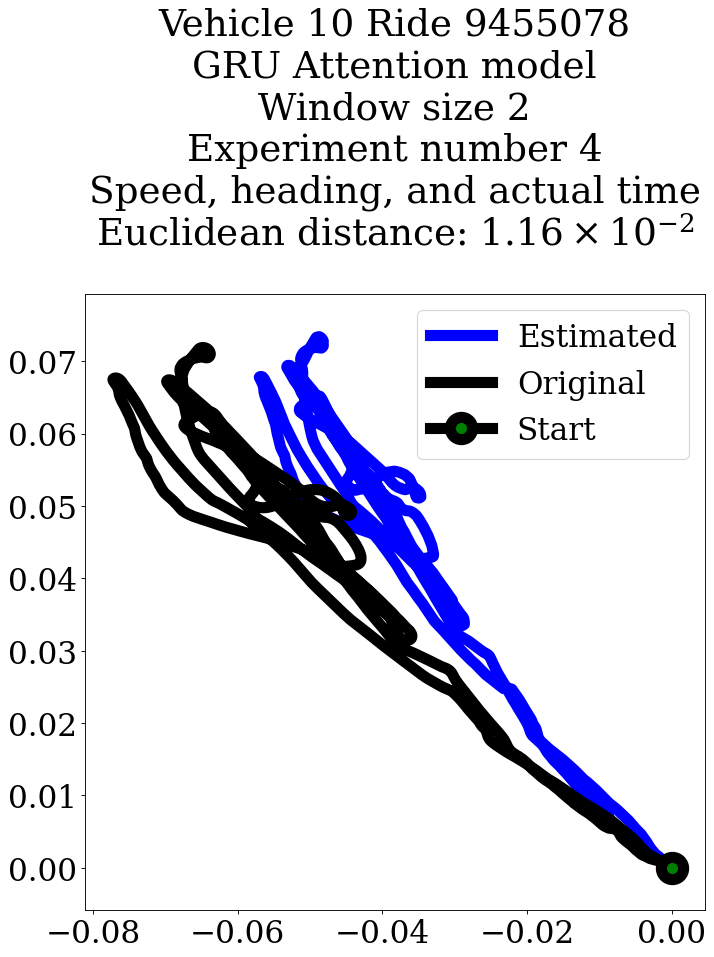 Vehicle 10 Ride 9455078
GRU Attention model
Window size 2
Experiment number 4
Speed, heading, and actual time
Euclidean distance: 1.16 × 10⁻²
Estimated
Original
Start
0.07
0.06
0.05
0.04
0.03
0.02
0.01
0.00
−0.08 −0.06 −0.04 −0.02 0.00